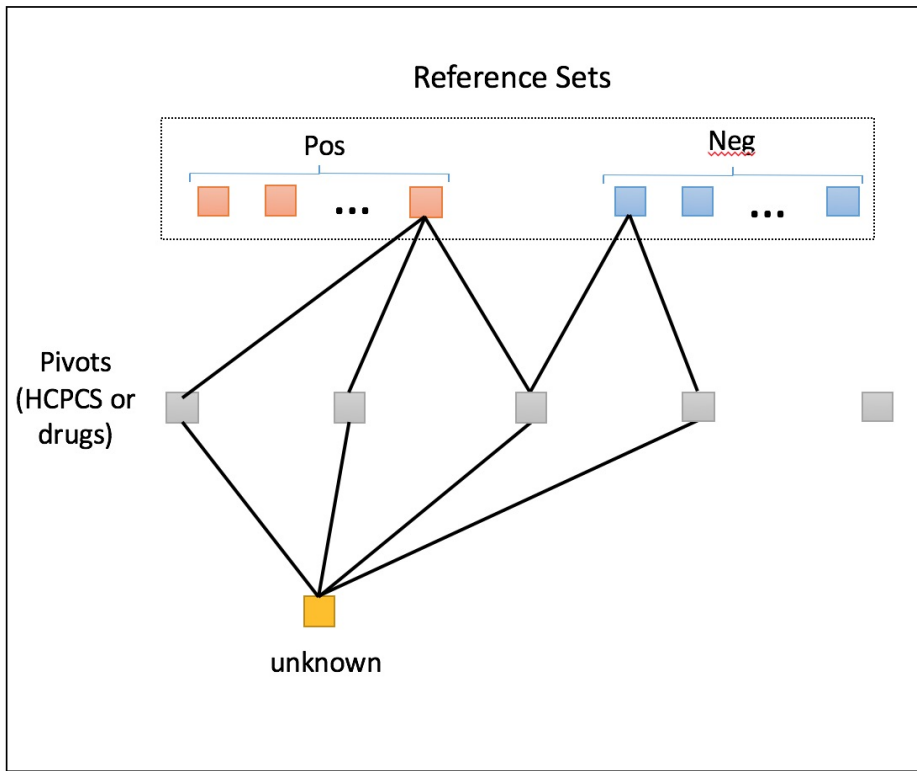 Reference Sets
Pos
Neg
...
...
Pivots
(HCPCS or
drugs)
unknown